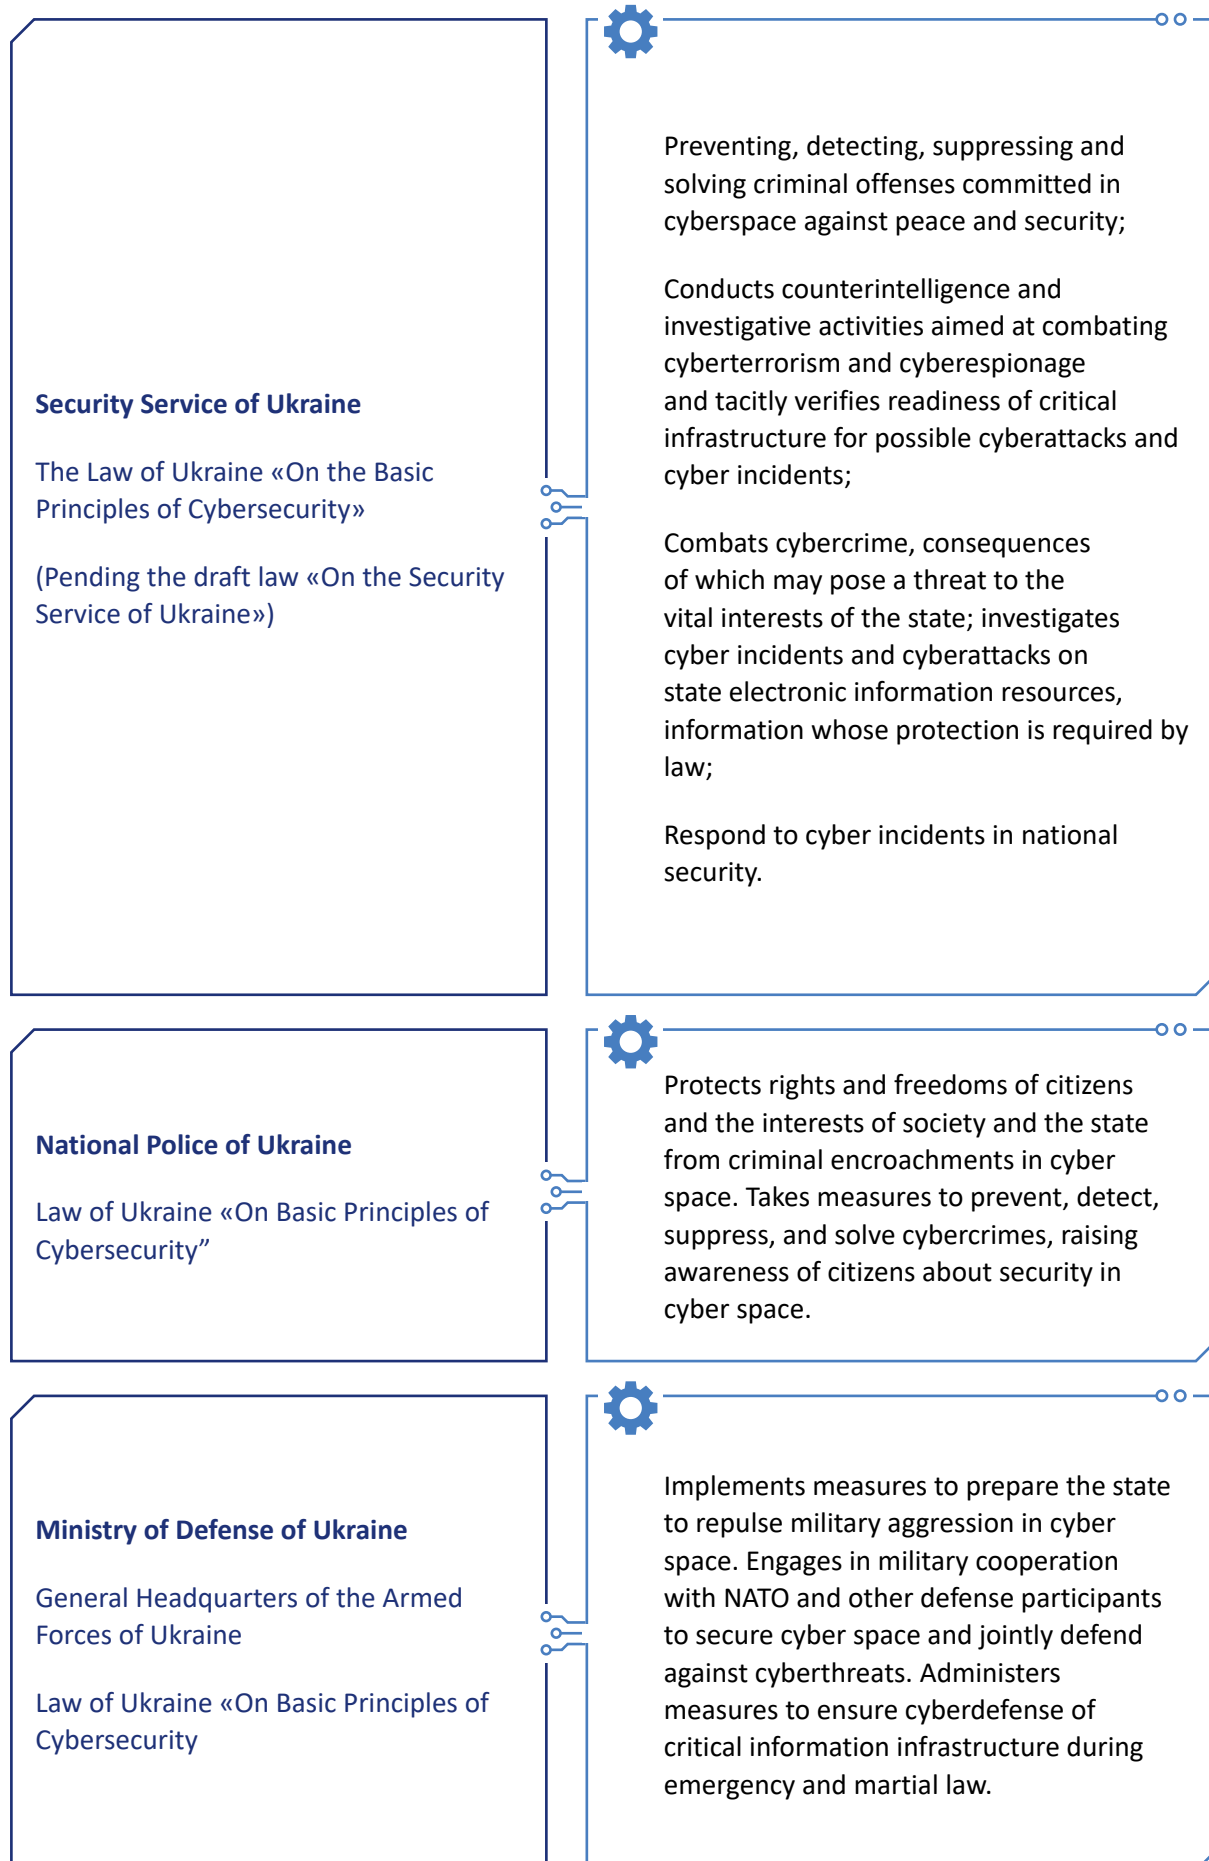 Security Service of Ukraine
The Law of Ukraine «On the Basic
Principles of Cybersecurity»
(Pending the draft law «On the Security
Service of Ukraine»)
Preventing, detecting, suppressing and
solving criminal offenses committed in
cyberspace against peace and security;
Conducts counterintelligence and
investigative activities aimed at combating
cyberterrorism and cyberespionage
and tacitly verifies readiness of critical
infrastructure for possible cyberattacks and
cyber incidents;
Combats cybercrime, consequences
of which may pose a threat to the
vital interests of the state; investigates
cyber incidents and cyberattacks on
state electronic information resources,
information whose protection is required by
law;
Respond to cyber incidents in national
security.
National Police of Ukraine
Law of Ukraine «On Basic Principles of
Cybersecurity”
Protects rights and freedoms of citizens
and the interests of society and the state
from criminal encroachments in cyber
space. Takes measures to prevent, detect,
suppress, and solve cybercrimes, raising
awareness of citizens about security in
cyber space.
Ministry of Defense of Ukraine
General Headquarters of the Armed
Forces of Ukraine
Law of Ukraine «On Basic Principles of
Cybersecurity
Implements measures to prepare the state
to repulse military aggression in cyber
space. Engages in military cooperation
with NATO and other defense participants
to secure cyber space and jointly defend
against cyberthreats. Administers
measures to ensure cyberdefense of
critical information infrastructure during
emergency and martial law.